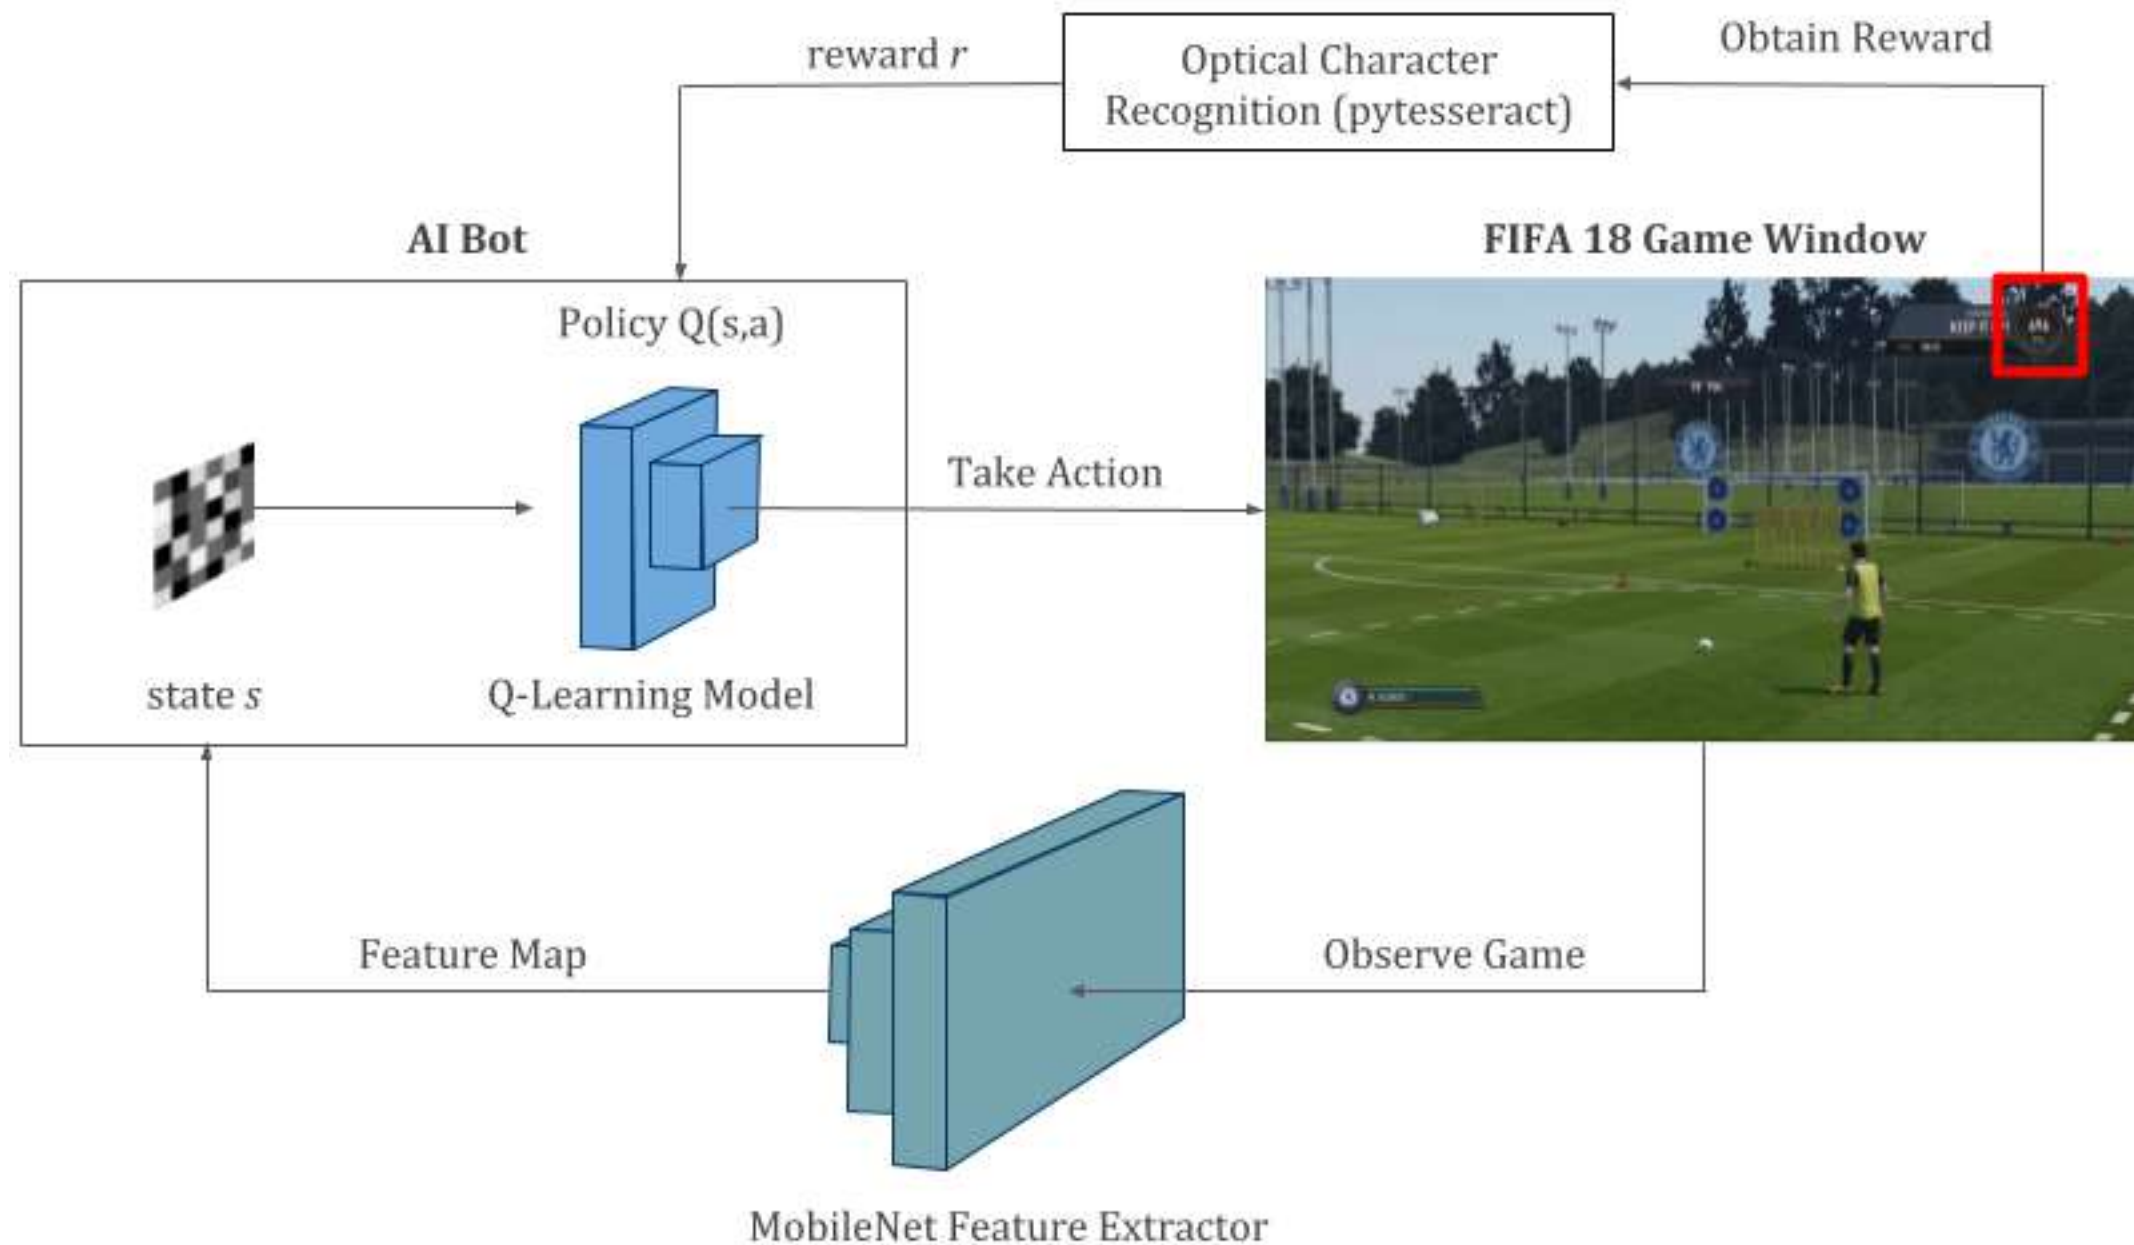 reward r
Optical Character
Recognition (pytesseract)
Obtain Reward
AI Bot
FIFA 18 Game Window
Policy Q(s,a)
Take Action
state s
Q-Learning Model
Feature Map
Observe Game
MobileNet Feature Extractor